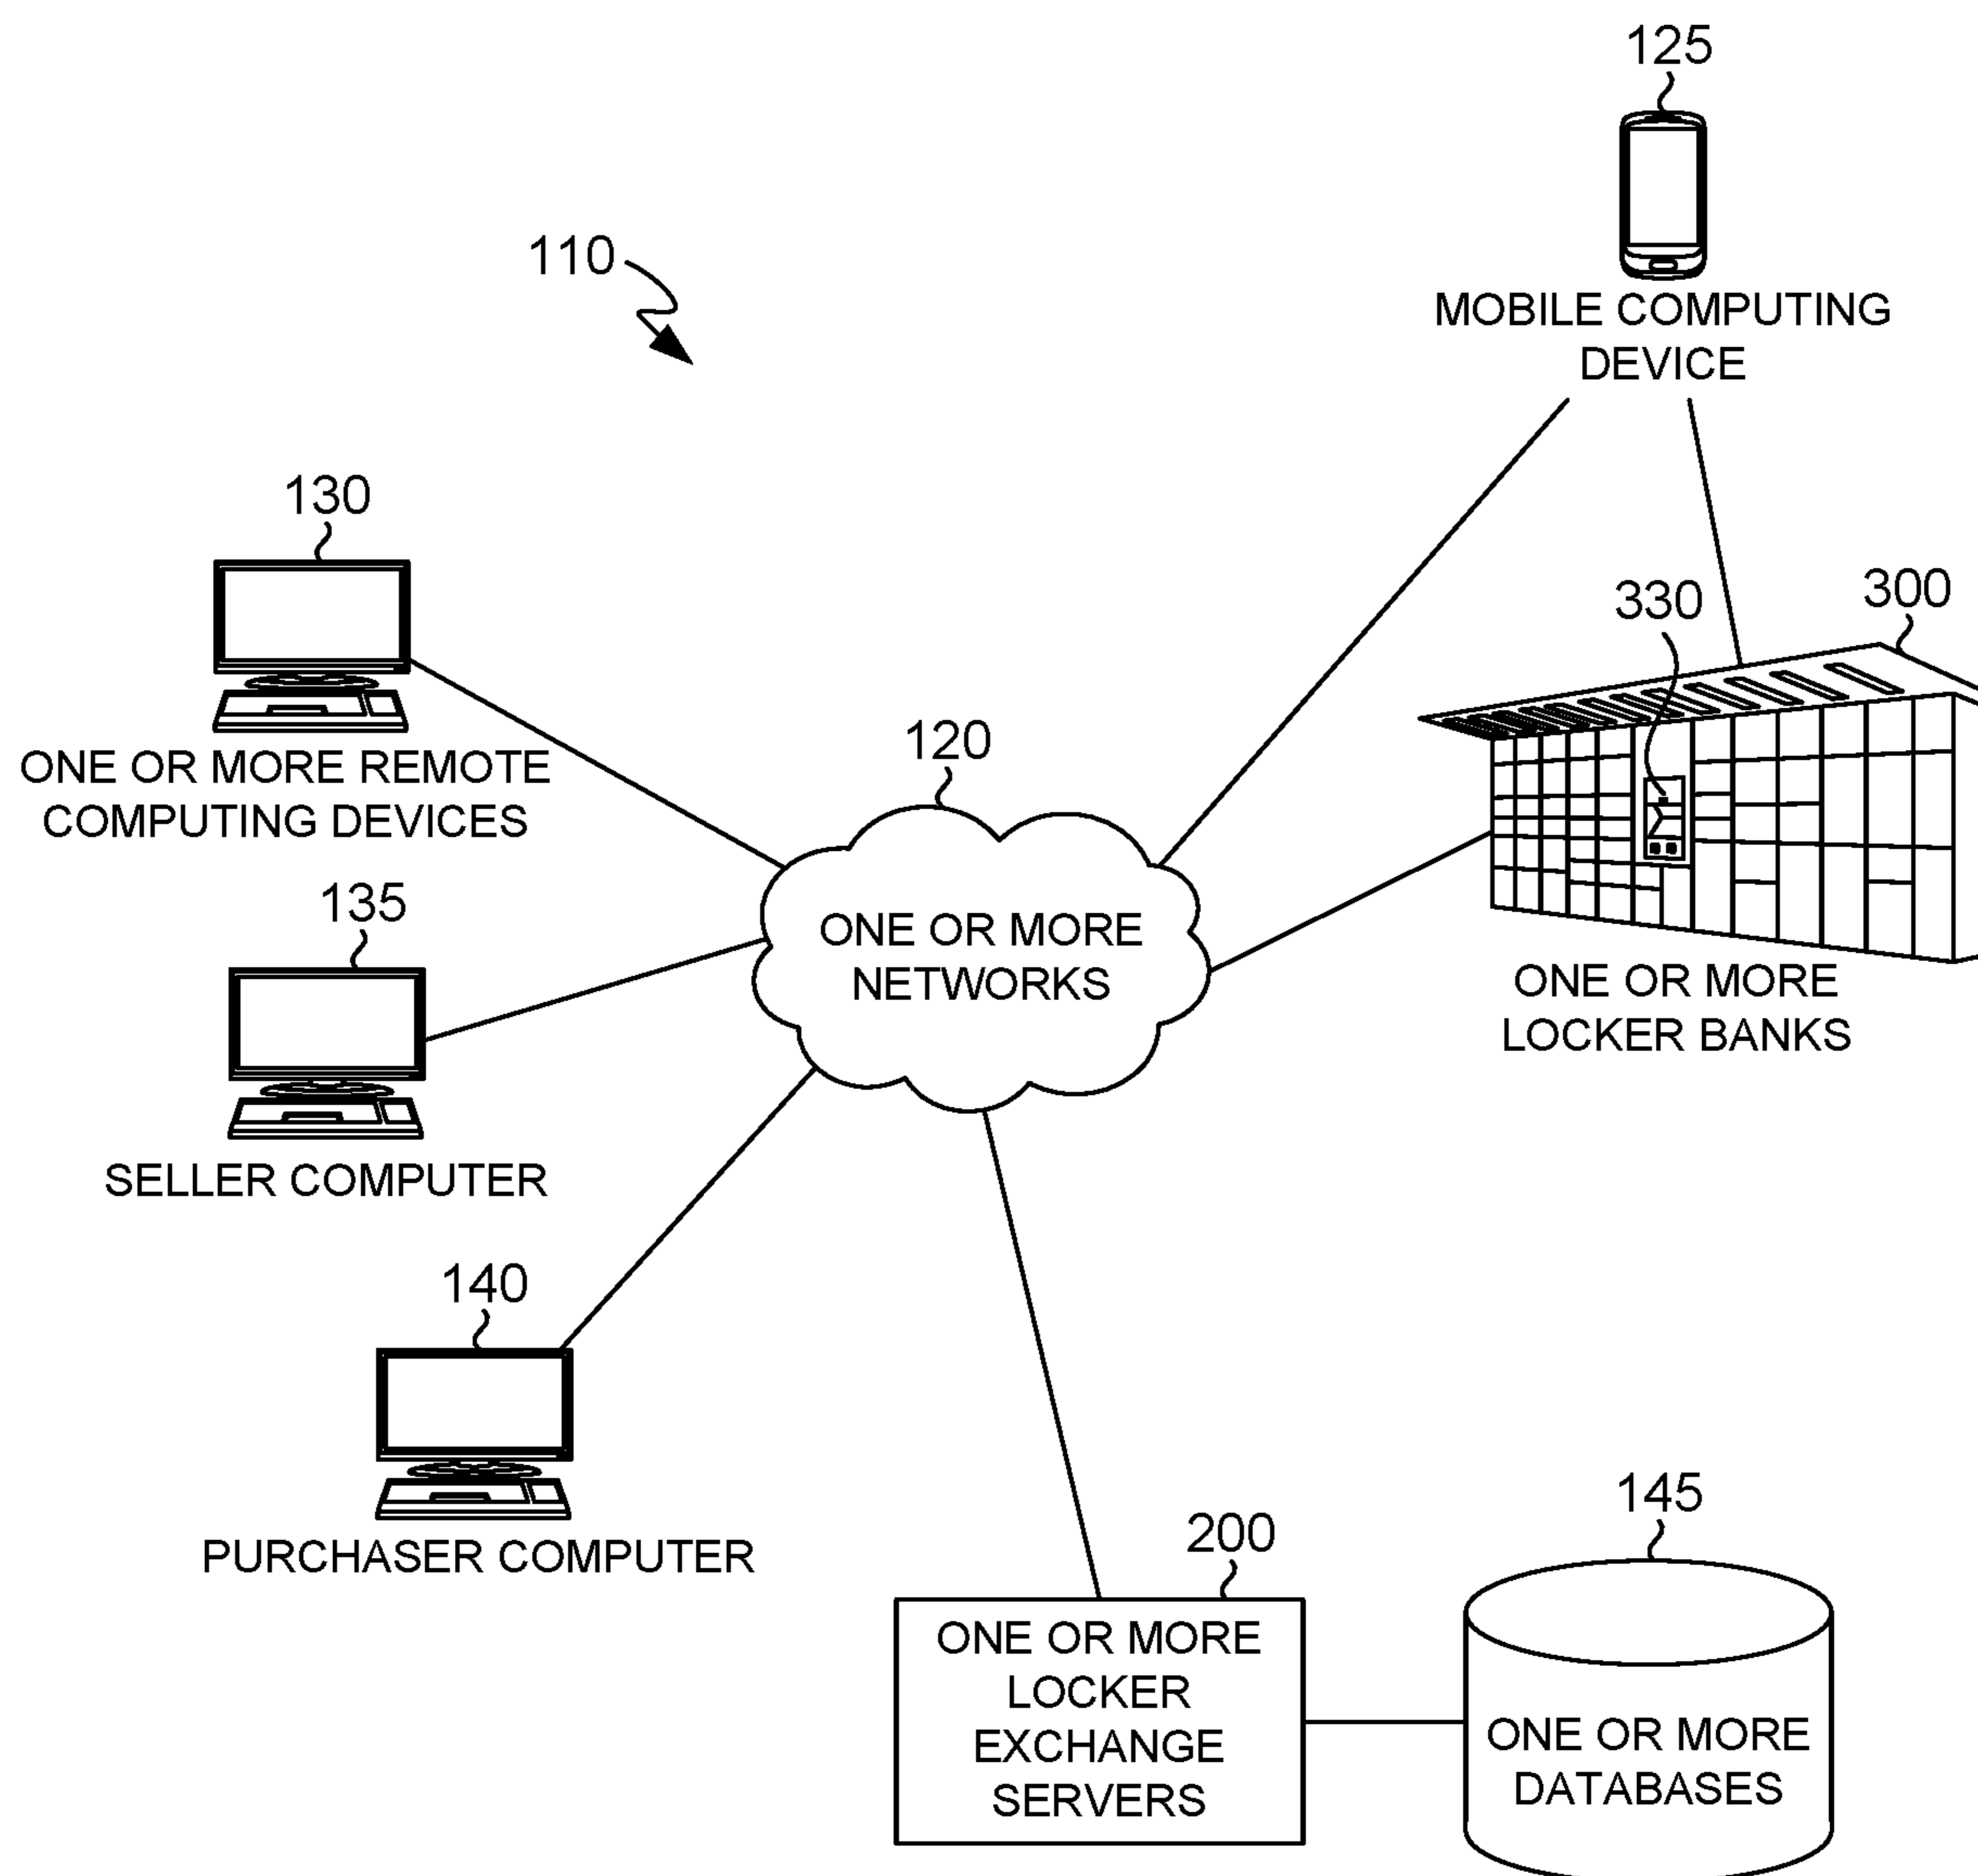 125
110
MOBILE COMPUTING
DEVICE
130
330
300
ONE OR MORE REMOTE
COMPUTING DEVICES
120
135
ONE OR MORE
NETWORKS
ONE OR MORE
LOCKER BANKS
SELLER COMPUTER
140
PURCHASER COMPUTER
200
145
ONE OR MORE
LOCKER
EXCHANGE
SERVERS
ONE OR MORE
DATABASES